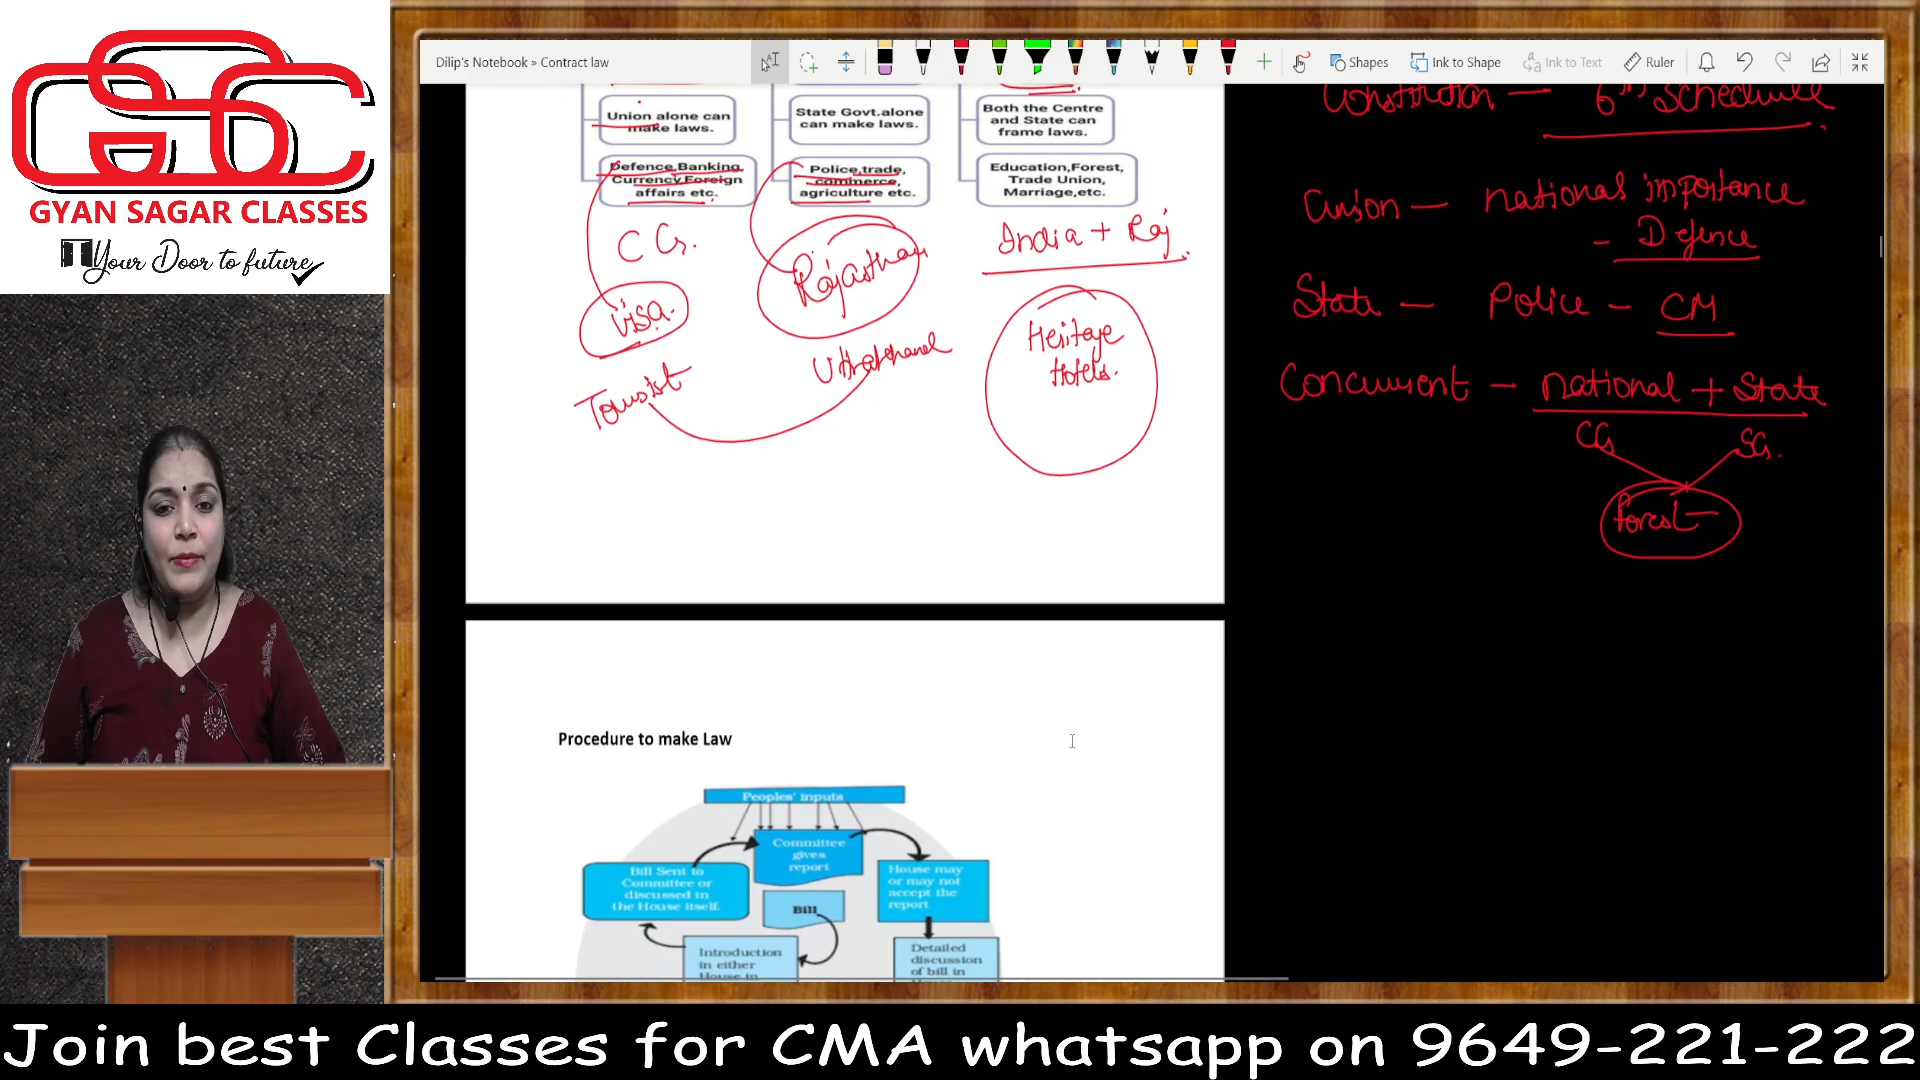 GSC
GYAN SAGAR CLASSES
Your Door to future
Dilip's Notebook » Contract law
Shapes
Ink to Shape
Ink to Text
Ruler
Union alone can
make laws.
State Govt.alone
can make laws.
Both the Centre
and State can
frame laws.
Defence,Banking,
Currency,Foreign
affairs etc.
Police,trade,
commerce,
agriculture etc.
Education,Forest,
Trade Union,
Marriage,etc.
C G.
Visa.
Tourist
Rajasthan
Uttrakhand
India + Raj
Heritage
Hotels.
Constitution — 6th Schedule
Union — national importance
- Defence
State — Police - CM
Concurrent - national + State
CG
SG.
Forest
Procedure to make Law
Peoples' inputs
Committee
gives
report
Bill Sent to
Committee or
discussed in
the House itself.
House may
or may not
accept the
report
Bill
Introduction
in either
House in
Detailed
discussion
of bill in
Join best Classes for CMA whatsapp on 9649-221-222